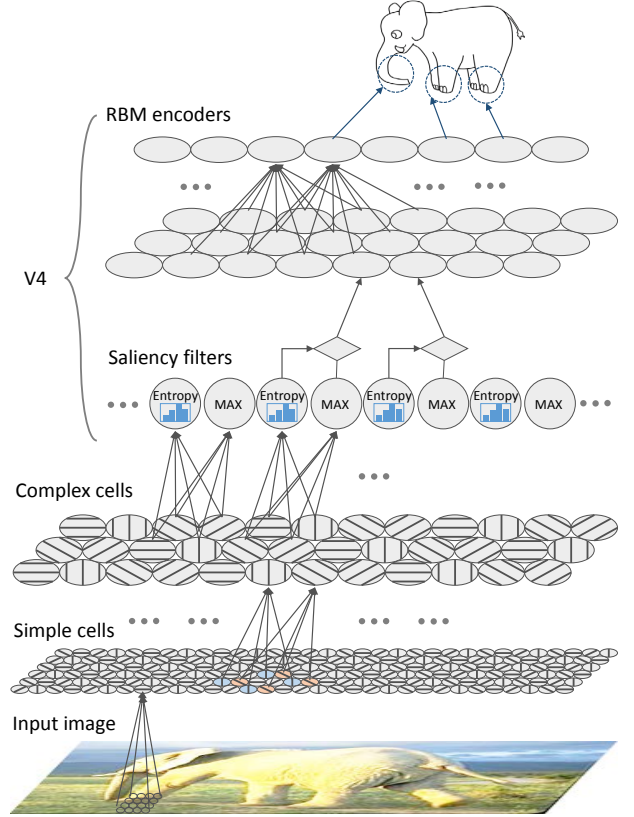 RBM encoders
V4
Saliency filters
Entropy MAX Entropy MAX Entropy MAX Entropy MAX
Complex cells
Simple cells
Input image